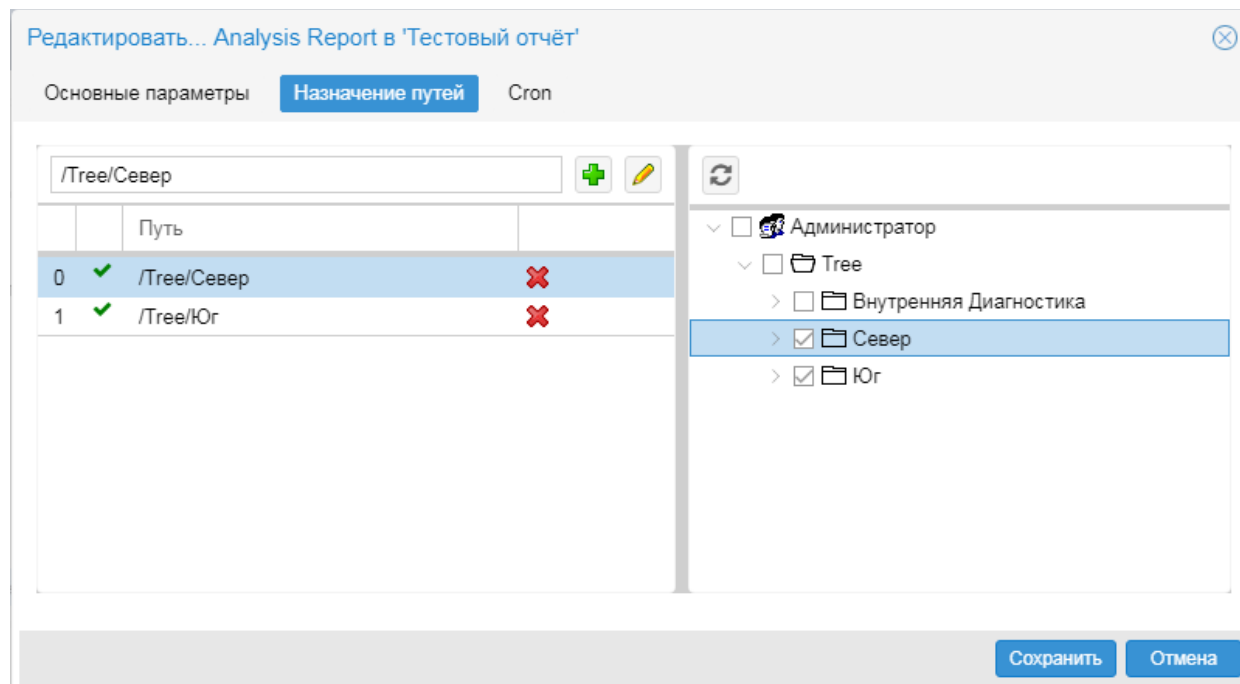 Редактировать... Analysis Report в 'Тестовый отчёт'
Основные параметры Назначение путей Cron
/Tree/Север
Путь
0 /Tree/Север
1 /Tree/Юг
Администратор
Tree
Внутренняя Диагностика
Север
Юг
Сохранить Отмена